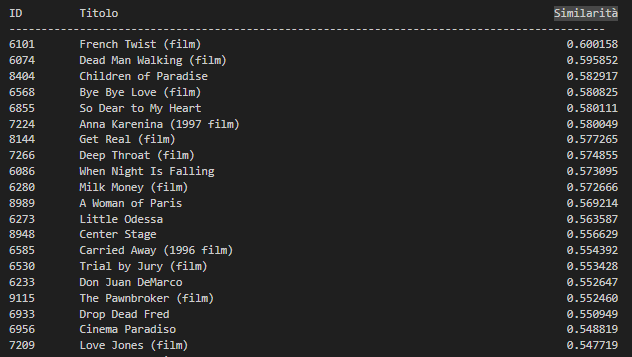 ID Titolo Similarità
------------------------------------------------------------------------------------------
6101 French Twist (film) 0.600158
6074 Dead Man Walking (film) 0.595852
8404 Children of Paradise 0.582917
6568 Bye Bye Love (film) 0.580825
6855 So Dear to My Heart 0.580111
7224 Anna Karenina (1997 film) 0.580049
8144 Get Real (film) 0.577265
7266 Deep Throat (film) 0.574855
6086 When Night Is Falling 0.573095
6280 Milk Money (film) 0.572666
8989 A Woman of Paris 0.569214
6273 Little Odessa 0.563587
8948 Center Stage 0.556629
6585 Carried Away (1996 film) 0.554392
6530 Trial by Jury (film) 0.553428
6233 Don Juan DeMarco 0.552647
9115 The Pawnbroker (film) 0.552460
6933 Drop Dead Fred 0.550949
6956 Cinema Paradiso 0.548819
7209 Love Jones (film) 0.547719